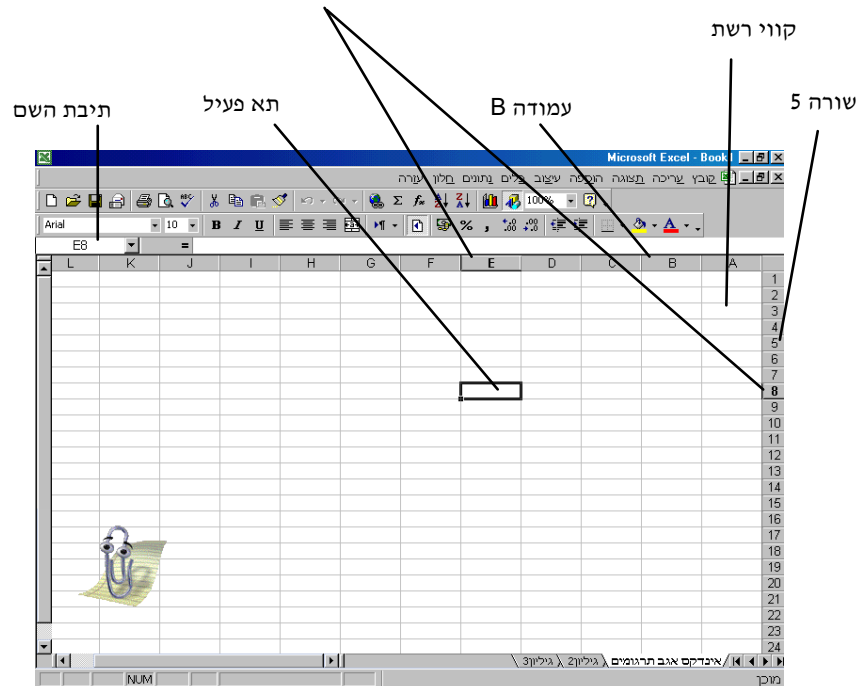 קווי רשת
שורה 5
עמודה B
תא פעיל
תיבת השם
Microsoft Excel - Book1
קובץ עריכה תצוגה הוספה עיצוב כלים נתונים חלון עזרה
100%
Arial 10 B I U % ,
E8 =
L K J I H G F E D C B A
1
2
3
4
5
6
7
8
9
10
11
12
13
14
15
16
17
18
19
20
21
22
23
24
אינדקס אגב תרגומים גיליון2 גיליון3
מוכן NUM